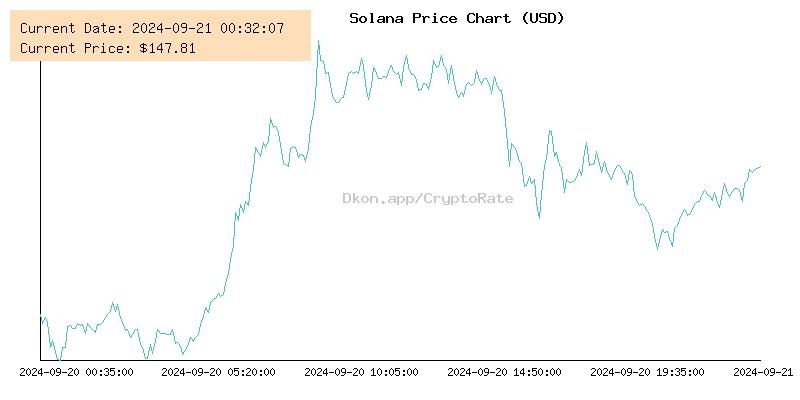 Solana Price Chart (USD)
Current Date: 2024-09-21 00:32:07
Current Price: $147.81
Dkon.app/CryptoRate
2024-09-20 00:35:00 2024-09-20 05:20:00 2024-09-20 10:05:00 2024-09-20 14:50:00 2024-09-20 19:35:00 2024-09-21